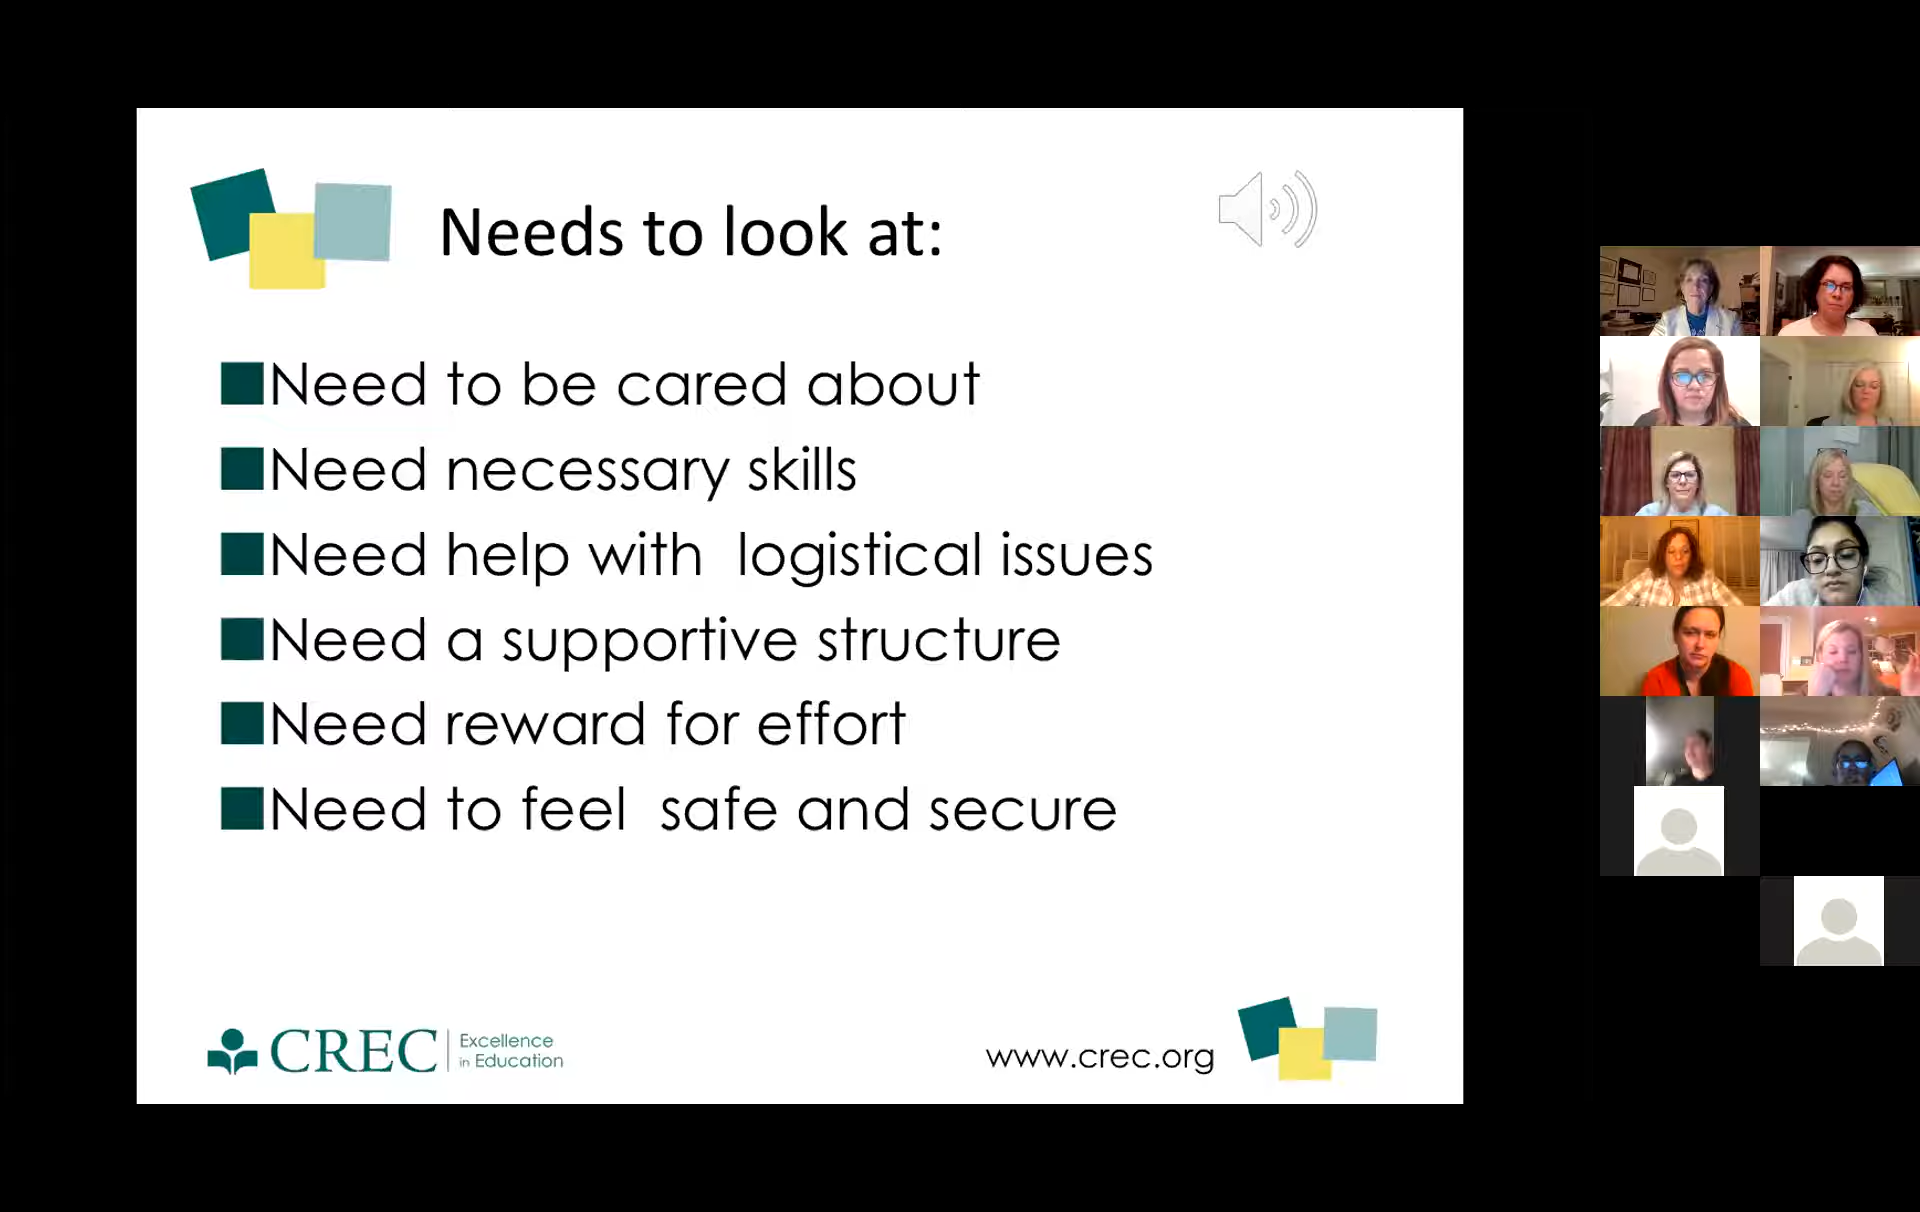 Needs to look at:
Need to be cared about
Need necessary skills
Need help with logistical issues
Need a supportive structure
Need reward for effort
Need to feel safe and secure
CREC
Excellence
in Education
www.crec.org